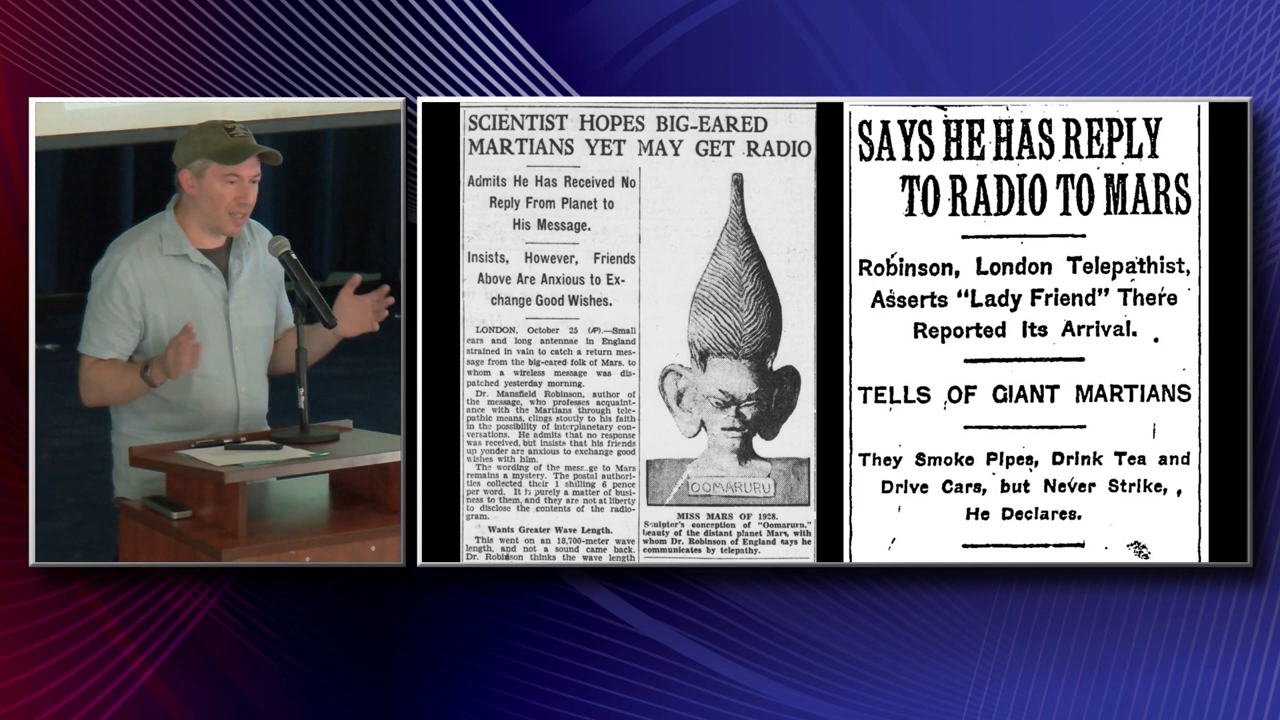 SCIENTIST HOPES BIG-EARED
MARTIANS YET MAY GET RADIO
Admits He Has Received No
Reply From Planet to
His Message.
Insists, However, Friends
Above Are Anxious to Ex-
change Good Wishes.
LONDON, October 25 (AP).—Small
ears and long antennae in England
strained in vain to catch a return mes-
sage from the big-eared folk of Mars, to
whom a wireless message was dis-
patched yesterday morning.
Dr. Mansfield Robinson, author of
the message, who professes acquaint-
ance with the Martians through tele-
pathic means, clings stoutly to his faith
in the possibility of interplanetary con-
versations. He admits that no response
was received, but insists that his friends
up yonder are anxious to exchange good
wishes with him.
The wording of the message to Mars
remains a mystery. The postal authori-
ties collected their 1 shilling 6 pence
per word. It is purely a matter of busi-
ness to them, and they are not at liberty
to disclose the contents of the radio-
gram.
Wants Greater Wave Length.
This went on an 18,700-meter wave
length, and not a sound came back.
Dr. Robinson thinks the wave length
OOMARURU
MISS MARS OF 1928.
Sculptor's conception of "Oomaruru,"
beauty of the distant planet Mars, with
whom Dr. Robinson of England says he
communicates by telepathy.
SAYS HE HAS REPLY
TO RADIO TO MARS
Robinson, London Telepathist,
Asserts "Lady Friend" There
Reported Its Arrival.
TELLS OF GIANT MARTIANS
They Smoke Pipes, Drink Tea and
Drive Cars, but Never Strike,
He Declares.